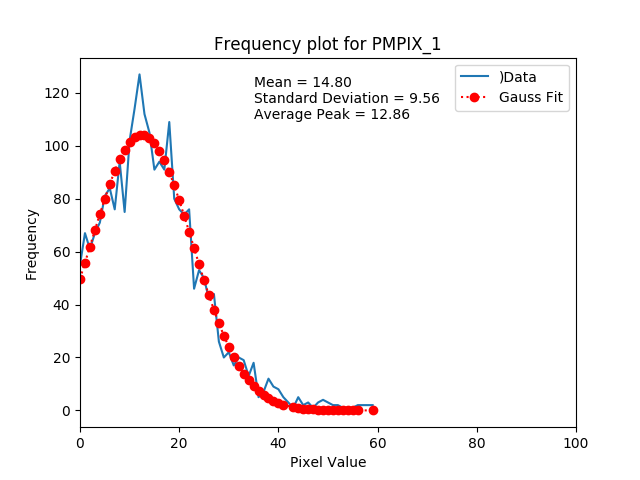 Frequency plot for PMPIX_1
Mean = 14.80
Standard Deviation = 9.56
Average Peak = 12.86
)Data
Gauss Fit
Frequency
120
100
80
60
40
20
0
0 20 40 60 80 100
Pixel Value